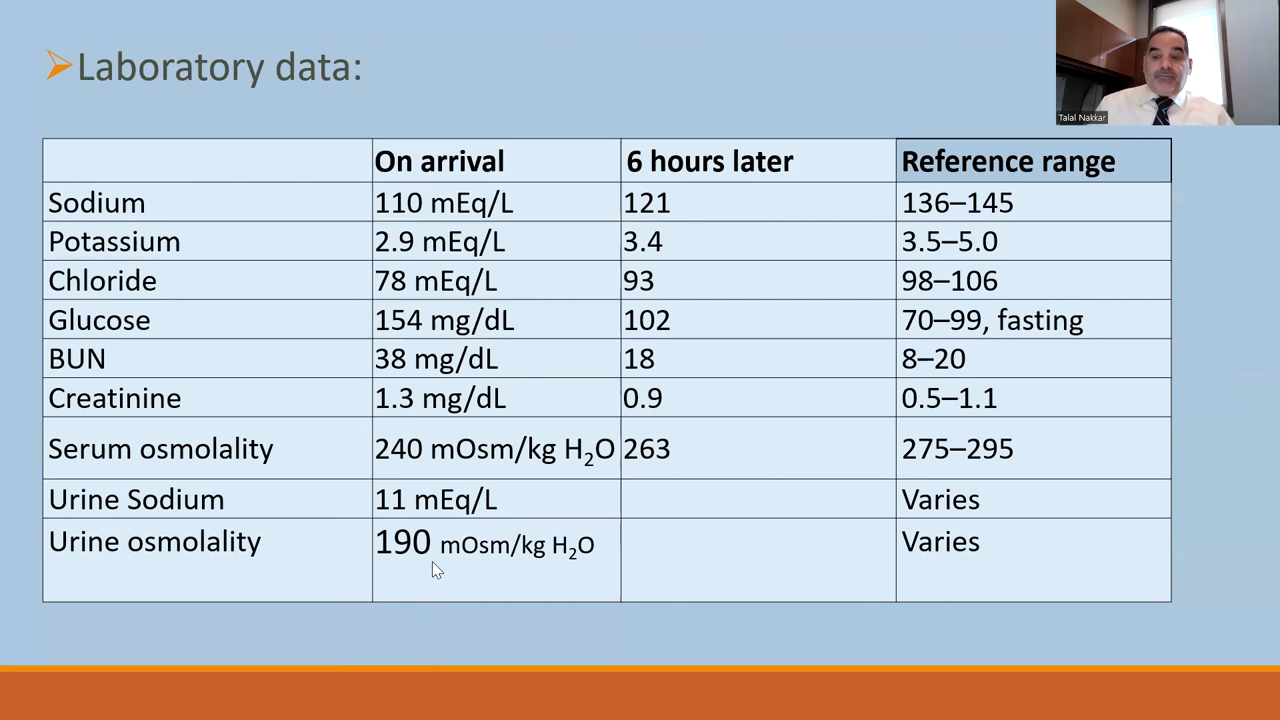 ➢Laboratory data:
Talal Nakkar
On arrival 6 hours later Reference range
Sodium 110 mEq/L 121 136–145
Potassium 2.9 mEq/L 3.4 3.5–5.0
Chloride 78 mEq/L 93 98–106
Glucose 154 mg/dL 102 70–99, fasting
BUN 38 mg/dL 18 8–20
Creatinine 1.3 mg/dL 0.9 0.5–1.1
Serum osmolality 240 mOsm/kg H₂O 263 275–295
Urine Sodium 11 mEq/L Varies
Urine osmolality 190 mOsm/kg H₂O Varies